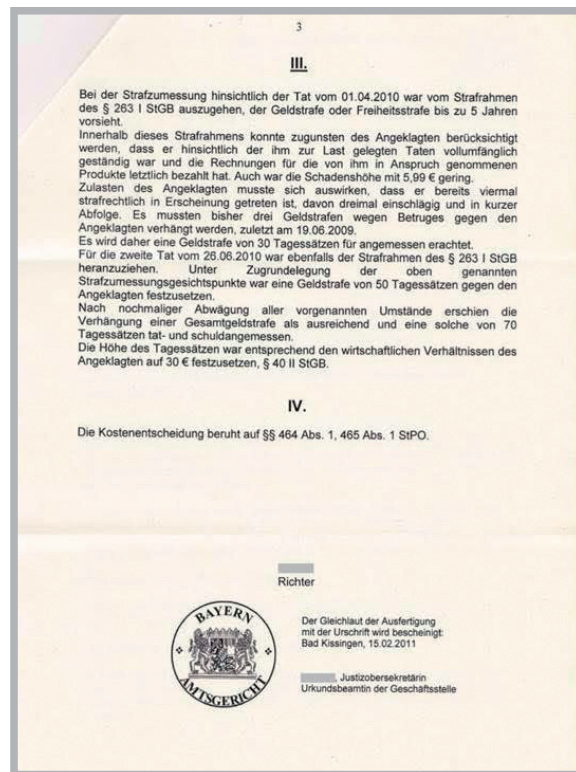 3
III.
Bei der Strafzumessung hinsichtlich der Tat vom 01.04.2010 war vom Strafrahmen
des § 263 I StGB auszugehen, der Geldstrafe oder Freiheitsstrafe bis zu 5 Jahren
vorsieht.
Innerhalb dieses Strafrahmens konnte zugunsten des Angeklagten berücksichtigt
werden, dass er hinsichtlich der ihm zur Last gelegten Taten vollumfänglich
geständig war und die Rechnungen für die von ihm in Anspruch genommenen
Produkte letztlich bezahlt hat. Auch war die Schadenshöhe mit 5,99 € gering.
Zulasten des Angeklagten musste sich auswirken, dass er bereits viermal
strafrechtlich in Erscheinung getreten ist, davon dreimal einschlägig und in kurzer
Abfolge. Es mussten bisher drei Geldstrafen wegen Betruges gegen den
Angeklagten verhängt werden, zuletzt am 19.06.2009.
Es wird daher eine Geldstrafe von 30 Tagessätzen für angemessen erachtet.
Für die zweite Tat vom 26.06.2010 war ebenfalls der Strafrahmen des § 263 I StGB
heranzuziehen. Unter Zugrundelegung der oben genannten
Strafzumessungsgesichtspunkte war eine Geldstrafe von 50 Tagessätzen gegen den
Angeklagten festzusetzen.
Nach nochmaliger Abwägung aller vorgenannten Umstände erschien die
Verhängung einer Gesamtgeldstrafe als ausreichend und eine solche von 70
Tagessätzen tat- und schuldangemessen.
Die Höhe des Tagessätzen war entsprechend den wirtschaftlichen Verhältnissen des
Angeklagten auf 30 € festzusetzen, § 40 II StGB.
IV.
Die Kostenentscheidung beruht auf §§ 464 Abs. 1, 465 Abs. 1 StPO.
Richter
BAYERN
AMTSGERICHT
Der Gleichlaut der Ausfertigung
mit der Urschrift wird bescheinigt:
Bad Kissingen, 15.02.2011
, Justizobersekretärin
Urkundsbeamtin der Geschäftsstelle